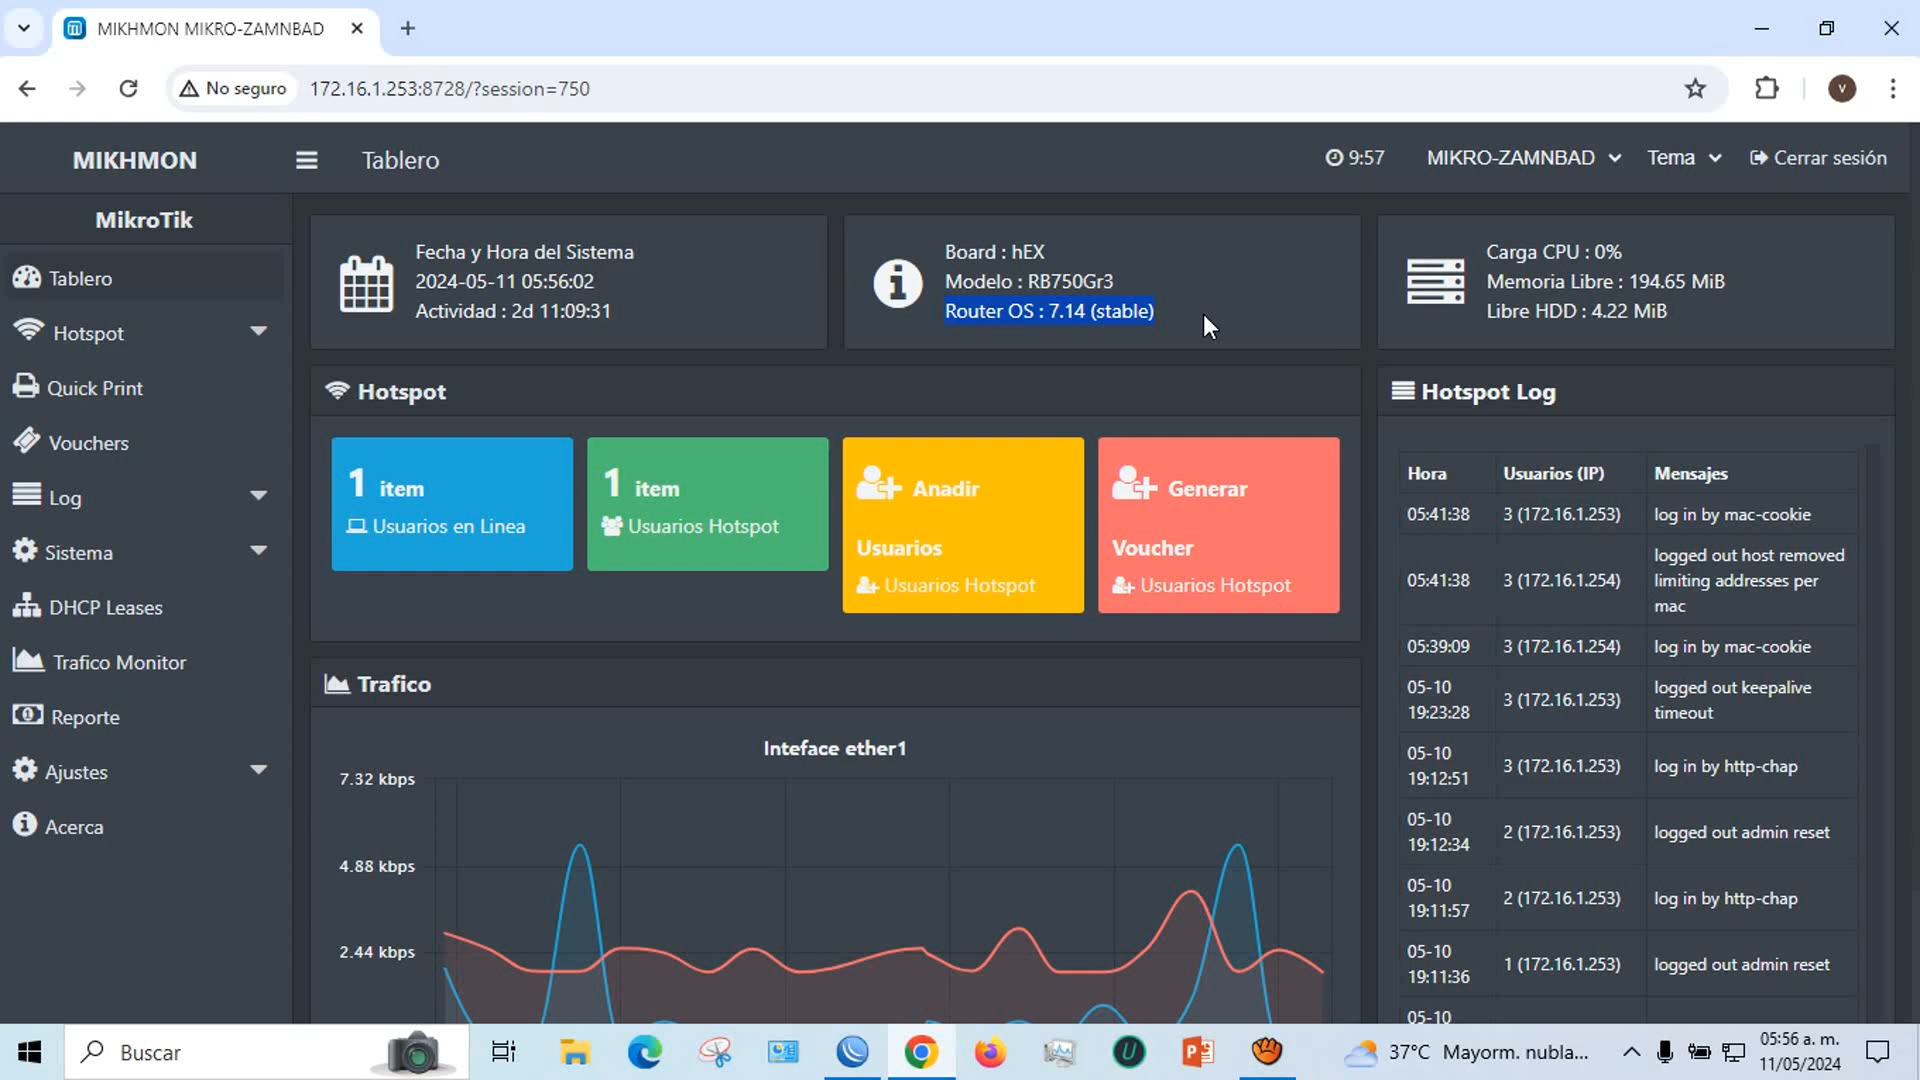 MIKHMON MIKRO-ZAMNBAD
No seguro
172.16.1.253:8728/?session=750
V
MIKHMON
Tablero
9:57
MIKRO-ZAMNBAD
Tema
Cerrar sesión
MikroTik
Tablero
Hotspot
Quick Print
Vouchers
Log
Sistema
DHCP Leases
Trafico Monitor
Reporte
Ajustes
Acerca
Fecha y Hora del Sistema
2024-05-11 05:56:02
Actividad : 2d 11:09:31
Board : hEX
Modelo : RB750Gr3
Router OS : 7.14 (stable)
Carga CPU : 0%
Memoria Libre : 194.65 MiB
Libre HDD : 4.22 MiB
Hotspot
1 item
Usuarios en Linea
1 item
Usuarios Hotspot
Anadir
Usuarios
Usuarios Hotspot
Generar
Voucher
Usuarios Hotspot
Trafico
Inteface ether1
7.32 kbps
4.88 kbps
2.44 kbps
Hotspot Log
Hora Usuarios (IP) Mensajes
05:41:38 3 (172.16.1.253) log in by mac-cookie
05:41:38 3 (172.16.1.254) logged out host removed
limiting addresses per
mac
05:39:09 3 (172.16.1.254) log in by mac-cookie
05-10
19:23:28 3 (172.16.1.253) logged out keepalive
timeout
05-10
19:12:51 3 (172.16.1.253) log in by http-chap
05-10
19:12:34 2 (172.16.1.253) logged out admin reset
05-10
19:11:57 2 (172.16.1.253) log in by http-chap
05-10
19:11:36 1 (172.16.1.253) logged out admin reset
05-10
Buscar
37°C Mayorm. nubla...
05:56 a. m.
11/05/2024